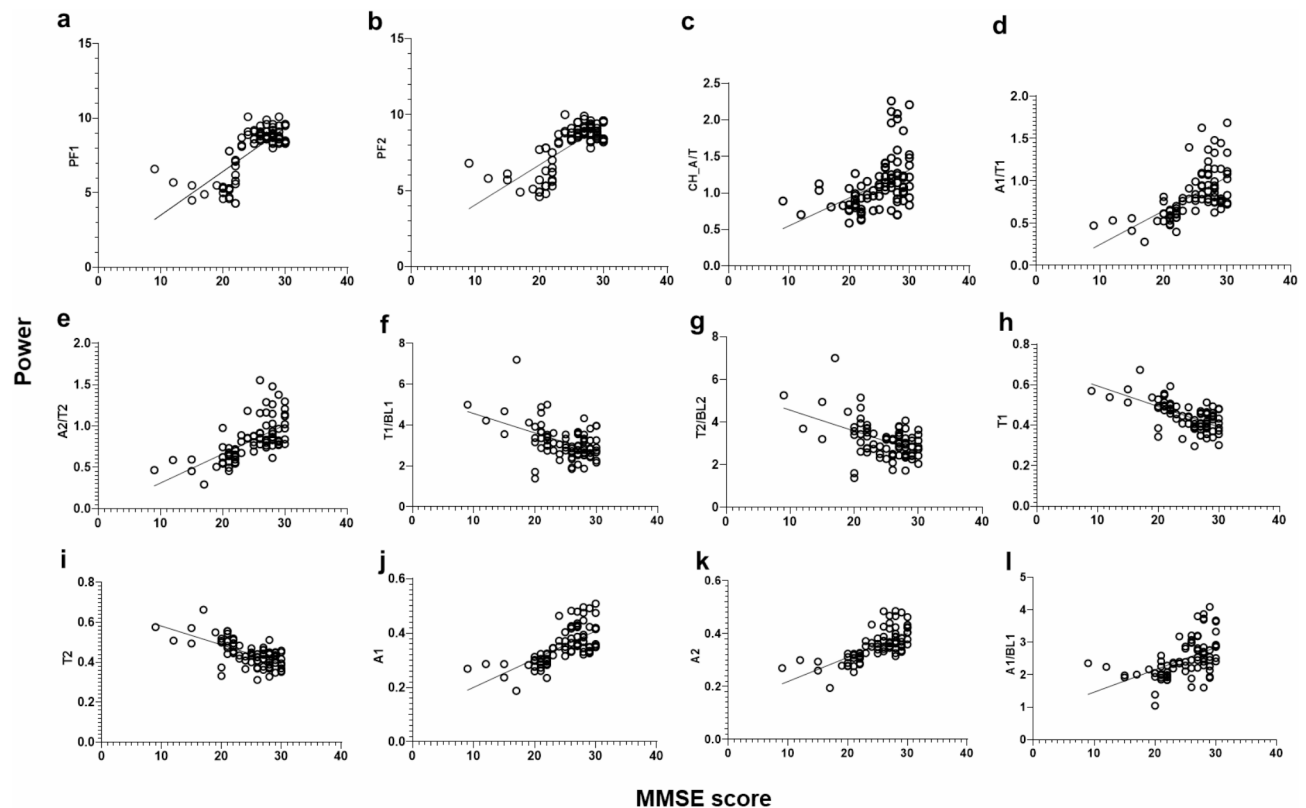 a
b
c
d
15
10
5
0
PF1
0 10 20 30 40
15
10
5
0
PF2
0 10 20 30 40
2.5
2.0
1.5
1.0
0.5
0.0
CH_A/T
0 10 20 30 40
2.0
1.5
1.0
0.5
0.0
A1/T1
0 10 20 30 40
Power
e
f
g
h
2.0
1.5
1.0
0.5
0.0
A2/T2
0 10 20 30 40
8
6
4
2
0
T1/BL1
0 10 20 30 40
8
6
4
2
0
T2/BL2
0 10 20 30 40
0.8
0.6
0.4
0.2
0.0
T1
0 10 20 30 40
i
j
k
l
0.8
0.6
0.4
0.2
0.0
T2
0 10 20 30 40
0.6
0.4
0.2
0.0
A1
0 10 20 30 40
0.6
0.4
0.2
0.0
A2
0 10 20 30 40
5
4
3
2
1
0
A1/BL1
0 10 20 30 40
MMSE score